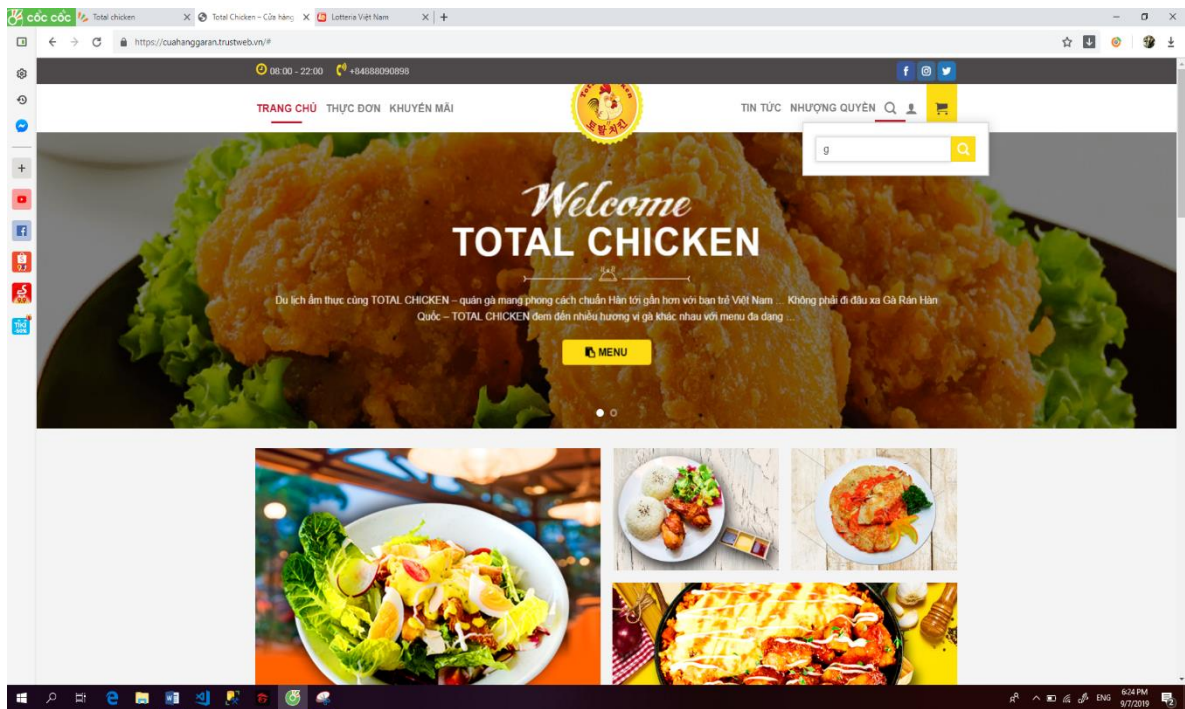 cốc cốc Total chicken Total Chicken – Cửa hàng Lotteria Việt Nam
https://cuahanggaran.trustweb.vn/#
08:00 - 22:00 +84888090898
TRANG CHỦ THỰC ĐƠN KHUYẾN MÃI TIN TỨC NHƯỢNG QUYỀN
토탈치킨
g
Welcome
TOTAL CHICKEN
Du lịch ẩm thực cùng TOTAL CHICKEN – quán gà mang phong cách chuẩn Hàn tới gần hơn với bạn trẻ Việt Nam ... Không phải đi đâu xa Gà Rán Hàn
Quốc – TOTAL CHICKEN đem đến nhiều hương vị gà khác nhau với menu đa dạng ...
MENU
ENG 6:24 PM
9/7/2019